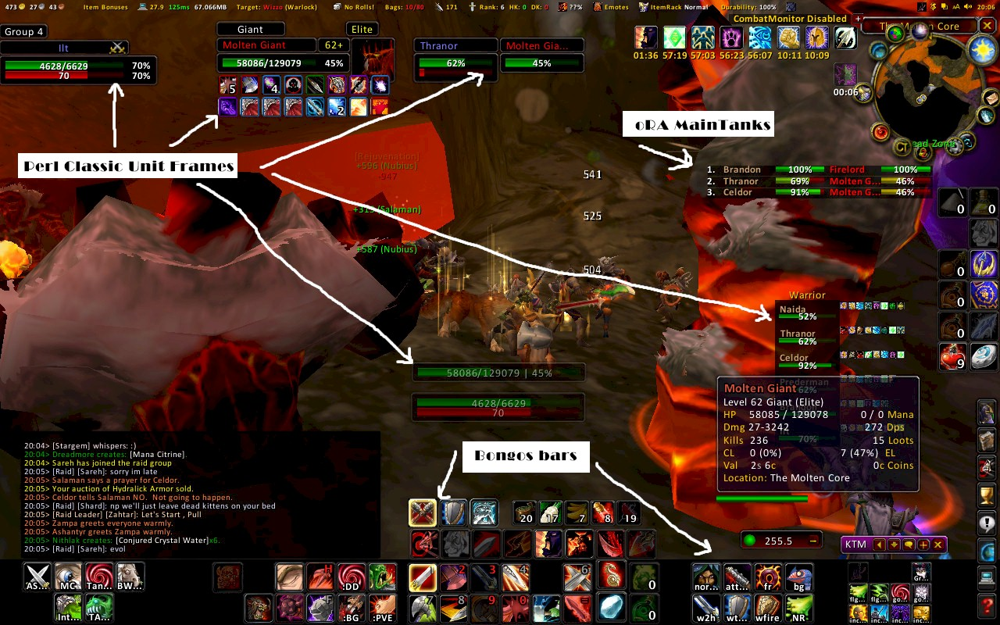 473 27 43 Item Bonuses 27.9 125ms 67.066MB Target: Wizzo (Warlock) No Rolls! Bags: 10/80 171 Rank: 6 HK: 0 DK: 0 ??% Emotes ItemRack Normal Durability: 100% 20:06
CombatMonitor Disabled
Core
Group 4
Giant
Elite
Ilt
4628/6629 70%
70 70%
Molten Giant 62+
58086/129079 45%
5 4
2
Thranor Molten Gia...
62% 45%
01:36 57:19 57:03 56:23 56:07 10:11 10:09
00:06
oRA MainTanks
Perl Classic Unit Frames
[Rejuvenation]
+596 (Nubius)
-947
541
1. Brandon 100% Firelord 100%
2. Thranor 69% Molten G... 46%
3. Celdor 91% Molten G... 46%
(Salaman)
525
+587 (Nubius)
504
0 0
0
0
0
9
Warrior
Naida
52%
Thranor
62%
Celdor
92%
Prederman
62%
70%
58086/129079 | 45%
4628/6629
70
Molten Giant
Level 62 Giant (Elite)
HP 58085 / 129078 0 / 0 Mana
Dmg 27-3242 272 Dps
Kills 236 15 Loots
CL 0 (0%) 7 (47%) EL
Val 2s 6c 0c Coins
Location: The Molten Core
Bongos bars
20:04> [Stargem] whispers: :)
20:04> Dreadmore creates: [Mana Citrine].
20:04> Sareh has joined the raid group
20:05> [Raid] [Sareh]: sorry im late
20:05> Salaman says a prayer for Celdor.
20:05> Your auction of Hydralick Armor sold.
20:05> Celdor tells Salaman NO. Not going to happen.
20:05> [Raid] [Shard]: np we'll just leave dead kittens on your bed
20:05> [Raid Leader] [Zahtar]: Let's Start , Pull
20:05> Zampa greets everyone warmly.
20:05> Ashantyr greets Zampa warmly.
20:05> Nithlak creates: [Conjured Crystal Water]x6.
20:05> [Raid] [Sareh]: evol
20 17 7 8 19
255.5
KTM
AS... MC Tan... BW...
Int... TA...
H :DD
F :BG :PVE
2 3 4 6 0
7 8 9 0 = 0
nor... att... fr bg
w2h wt... wfire NR
Gr...
flg... flg... go... go...
inc... inc... inc... inc...